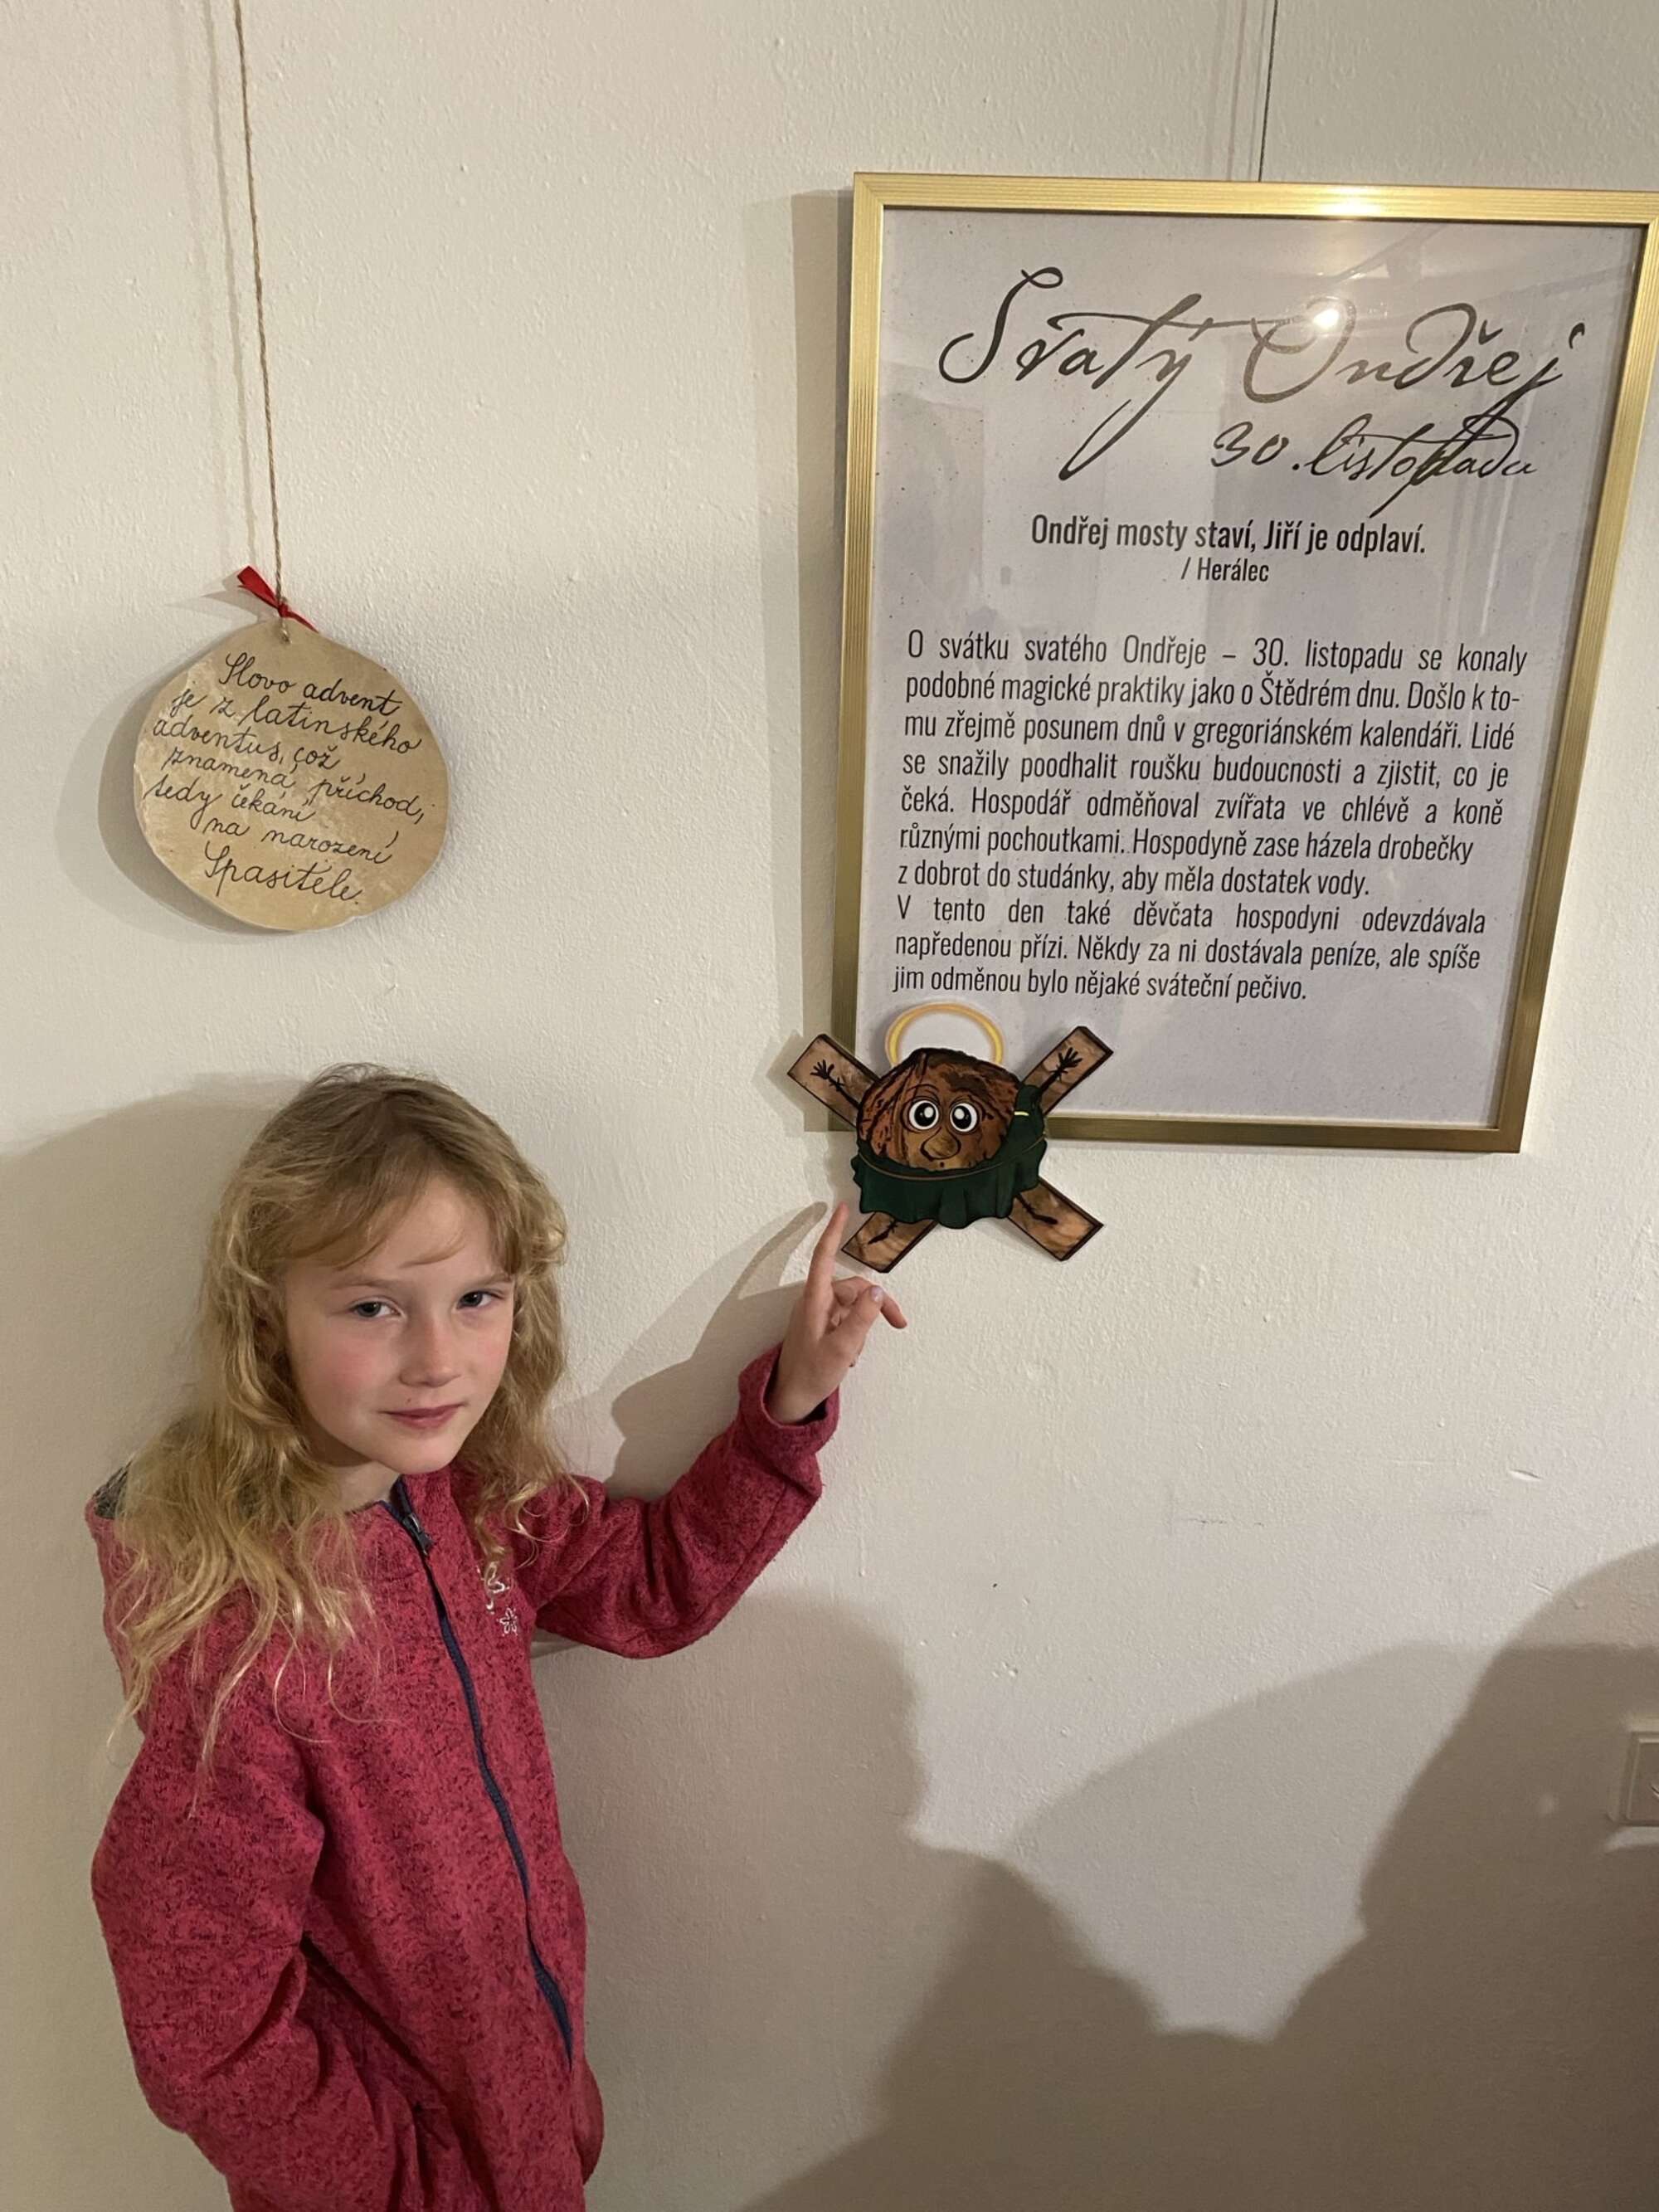 Slovo advent
je z latinského
adventus, což
znamená příchod,
tedy čekání
na narození
Spasitele.
Svatý Ondřej
30. listopadu
Ondřej mosty staví, Jiří je odplaví.
/ Herálec
O svátku svatého Ondřeje – 30. listopadu se konaly
podobné magické praktiky jako o Štědrém dnu. Došlo k to-
mu zřejmě posunem dnů v gregoriánském kalendáři. Lidé
se snažily poodhalit roušku budoucnosti a zjistit, co je
čeká. Hospodář odměňoval zvířata ve chlévě a koně
různými pochoutkami. Hospodyně zase házela drobečky
z dobrot do studánky, aby měla dostatek vody.
V tento den také děvčata hospodyni odevzdávala
napředenou přízi. Někdy za ni dostávala peníze, ale spíše
jim odměnou bylo nějaké sváteční pečivo.